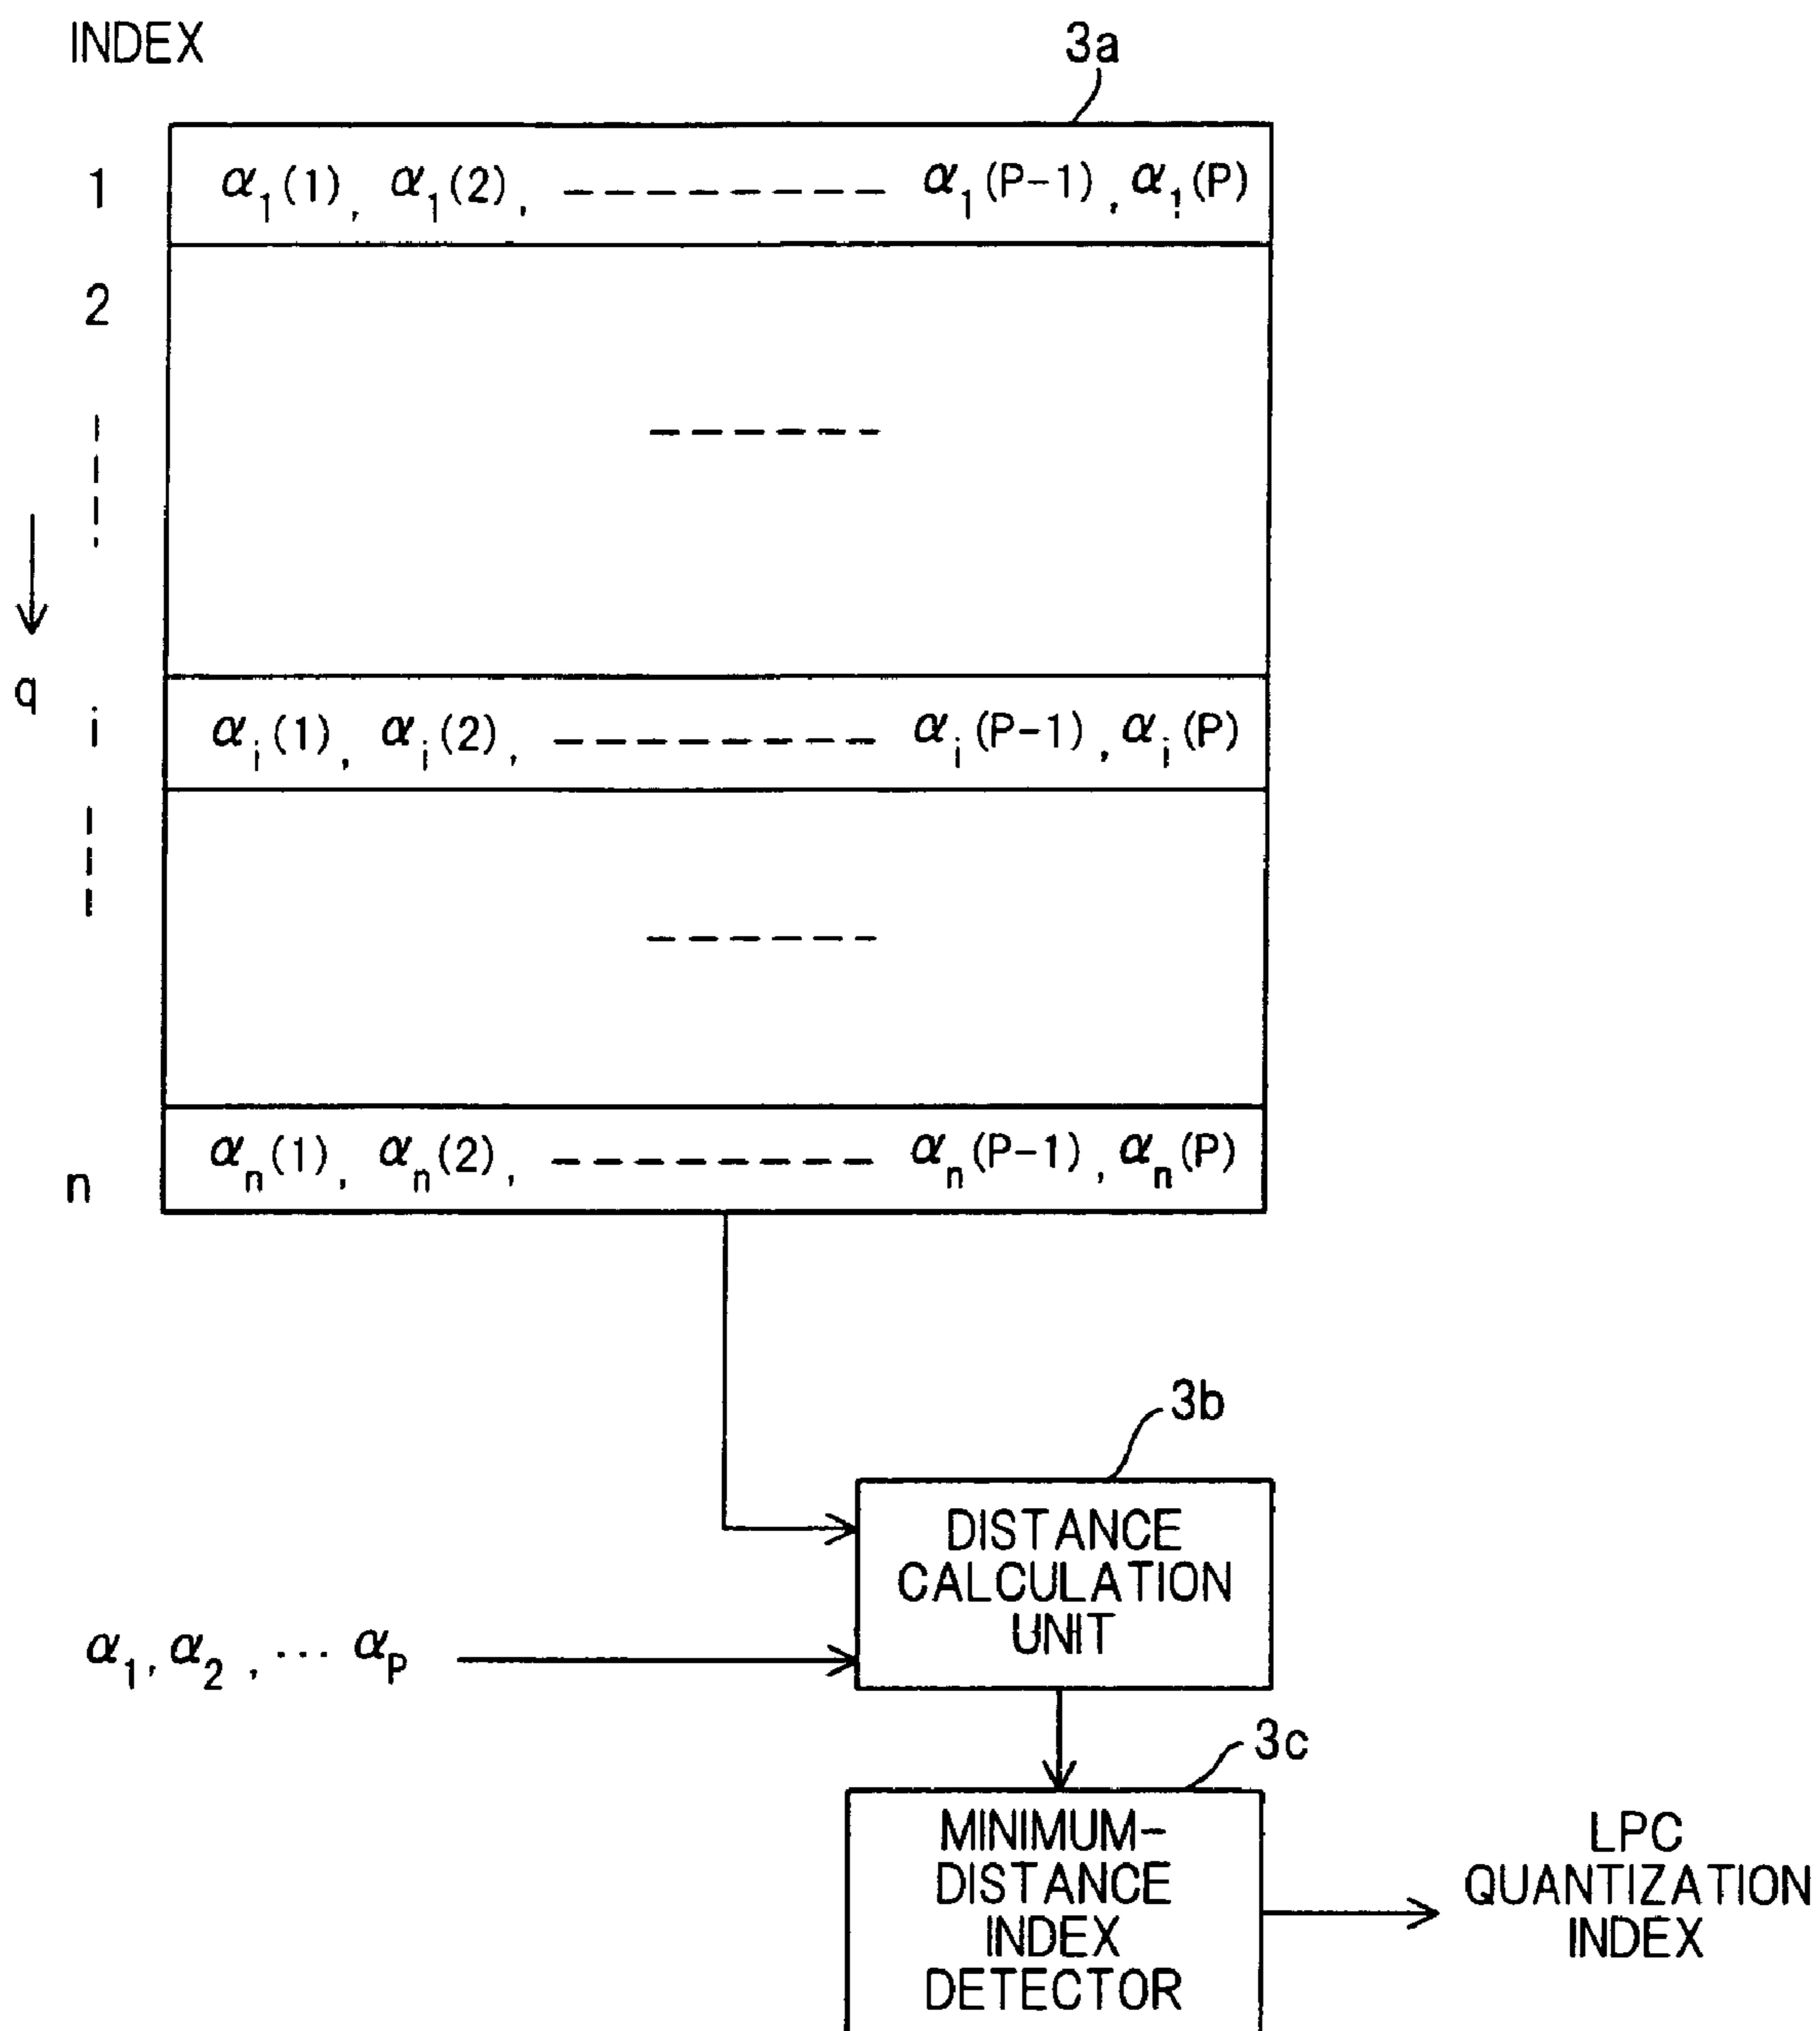 INDEX
3a
1 α₁(1), α₁(2), --------- α₁(P-1), α₁(P)
2
------
q
i αᵢ(1), αᵢ(2), --------- αᵢ(P-1), αᵢ(P)
------
n αₙ(1), αₙ(2), --------- αₙ(P-1), αₙ(P)
3b
DISTANCE
CALCULATION
UNIT
α₁, α₂, ··· αₚ
3c
MINIMUM-
DISTANCE
INDEX
DETECTOR
LPC
QUANTIZATION
INDEX